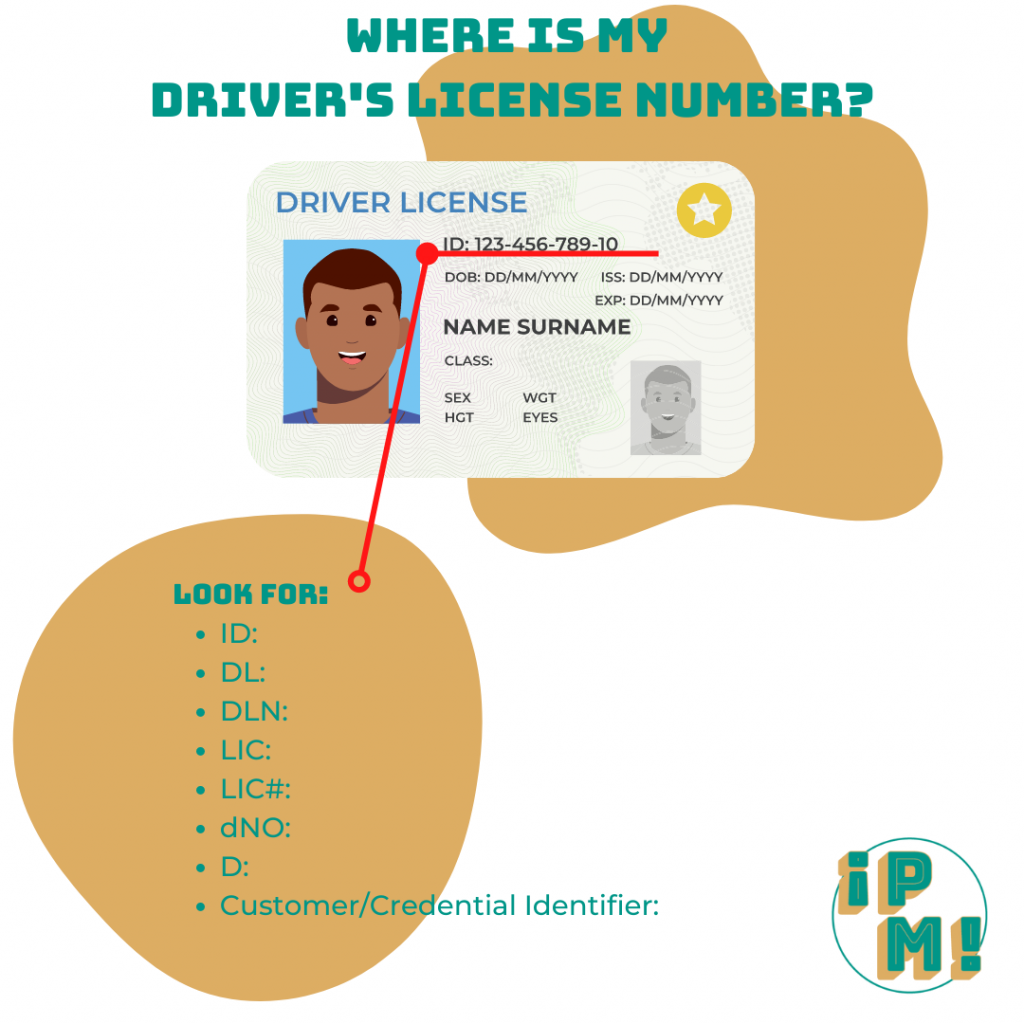 WHERE IS MY
DRIVER'S LICENSE NUMBER?
DRIVER LICENSE
ID: 123-456-789-10
DOB: DD/MM/YYYY ISS: DD/MM/YYYY
EXP: DD/MM/YYYY
NAME SURNAME
CLASS:
SEX WGT
HGT EYES
LOOK FOR:
• ID:
• DL:
• DLN:
• LIC:
• LIC#:
• dNO:
• D:
• Customer/Credential Identifier:
¡P
M!